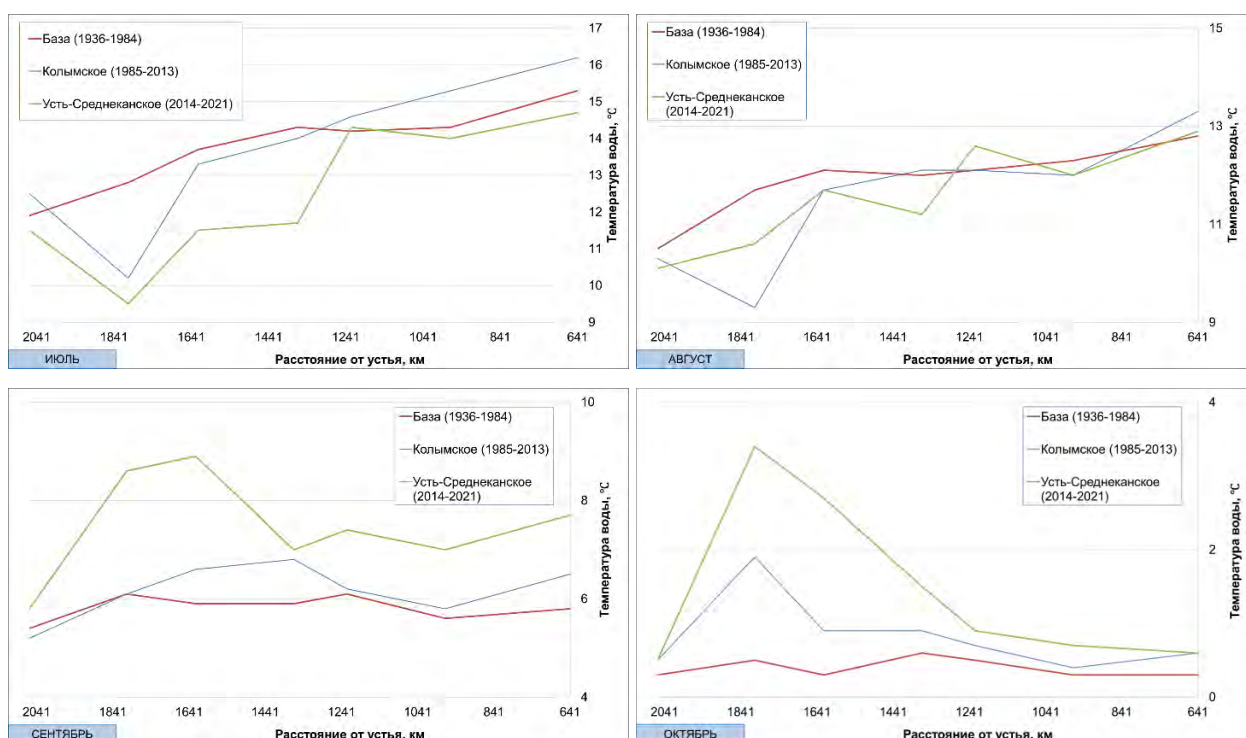 База (1936-1984)
Колымское (1985-2013)
Усть-Среднеканское (2014-2021)
17
16
15
14
13
12
11
10
9
Температура воды, °С
2041 1841 1641 1441 1241 1041 841 641
ИЮЛЬ
Расстояние от устья, км
База (1936-1984)
Колымское (1985-2013)
Усть-Среднеканское
(2014-2021)
15
13
11
9
Температура воды, °С
2041 1841 1641 1441 1241 1041 841 641
АВГУСТ
Расстояние от устья, км
База (1936-1984)
Колымское (1985-2013)
Усть-Среднеканское
(2014-2021)
10
8
6
4
Температура воды, °С
2041 1841 1641 1441 1241 1041 841 641
СЕНТЯБРЬ
Расстояние от устья, км
База (1936-1984)
Колымское (1985-2013)
Усть-Среднеканское
(2014-2021)
4
2
0
Температура воды, °С
2041 1841 1641 1441 1241 1041 841 641
ОКТЯБРЬ
Расстояние от устья, км